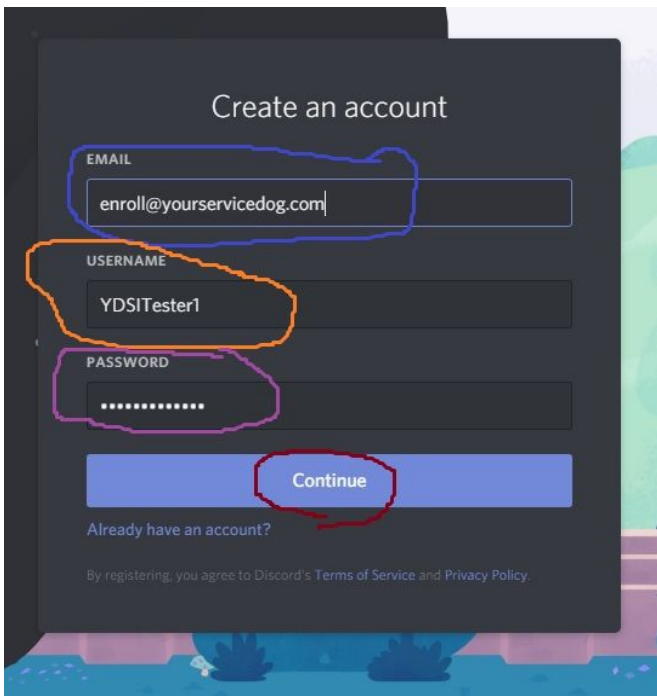 Create an account
EMAIL
enroll@yourservicedog.com
USERNAME
YDSITester1
PASSWORD
•••••••••••••
Continue
Already have an account?
By registering, you agree to Discord's Terms of Service and Privacy Policy.